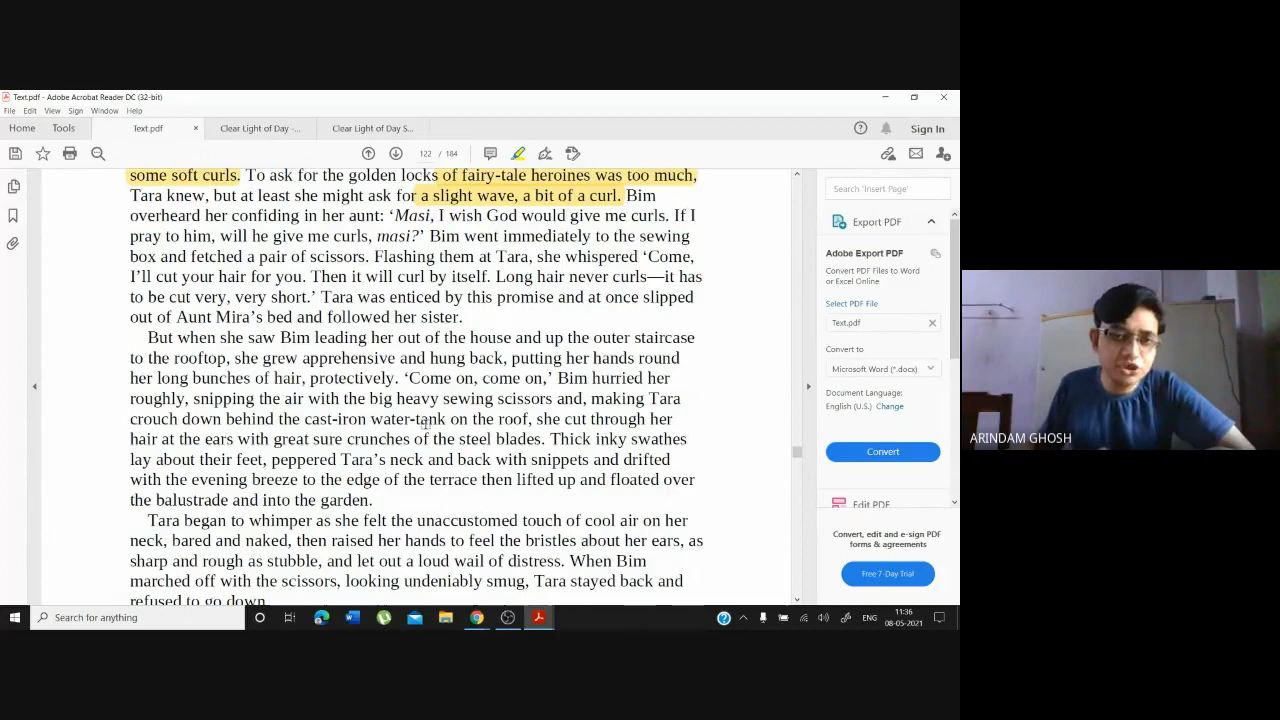 Text.pdf - Adobe Acrobat Reader DC (32-bit)
File Edit View Sign Window Help
Home Tools Text.pdf × Clear Light of Day -... Clear Light of Day S... Sign In
122 / 184
some soft curls. To ask for the golden locks of fairy-tale heroines was too much,
Tara knew, but at least she might ask for a slight wave, a bit of a curl. Bim
overheard her confiding in her aunt: ‘Masi, I wish God would give me curls. If I
pray to him, will he give me curls, masi?’ Bim went immediately to the sewing
box and fetched a pair of scissors. Flashing them at Tara, she whispered ‘Come,
I’ll cut your hair for you. Then it will curl by itself. Long hair never curls—it has
to be cut very, very short.’ Tara was enticed by this promise and at once slipped
out of Aunt Mira’s bed and followed her sister.
But when she saw Bim leading her out of the house and up the outer staircase
to the rooftop, she grew apprehensive and hung back, putting her hands round
her long bunches of hair, protectively. ‘Come on, come on,’ Bim hurried her
roughly, snipping the air with the big heavy sewing scissors and, making Tara
crouch down behind the cast-iron water-tank on the roof, she cut through her
hair at the ears with great sure crunches of the steel blades. Thick inky swathes
lay about their feet, peppered Tara’s neck and back with snippets and drifted
with the evening breeze to the edge of the terrace then lifted up and floated over
the balustrade and into the garden.
Tara began to whimper as she felt the unaccustomed touch of cool air on her
neck, bared and naked, then raised her hands to feel the bristles about her ears, as
sharp and rough as stubble, and let out a loud wail of distress. When Bim
marched off with the scissors, looking undeniably smug, Tara stayed back and
refused to go down.
Search 'Insert Page'
Export PDF
Adobe Export PDF
Convert PDF Files to Word
or Excel Online
Select PDF File
Text.pdf
Convert to
Microsoft Word (*.docx)
Document Language:
English (U.S.) Change
Convert
Edit PDF
Convert, edit and e-sign PDF
forms & agreements
Free 7-Day Trial
ARINDAM GHOSH
Search for anything
ENG
11:36
08-05-2021